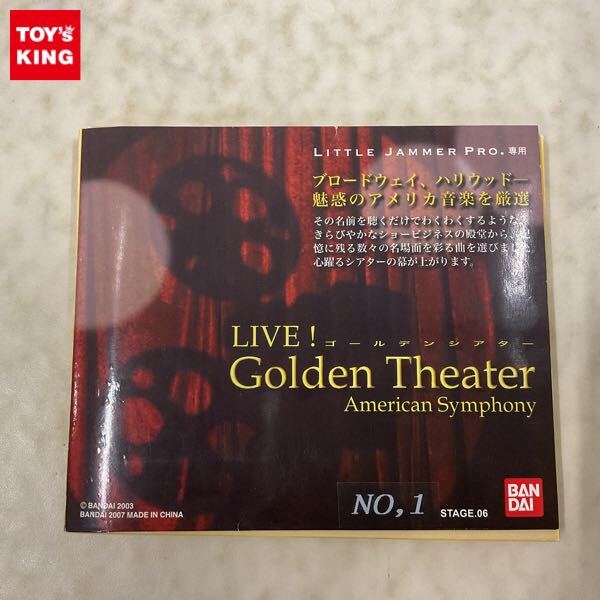 TOY's
KING
LITTLE JAMMER PRO. 専用
ブロードウェイ、ハリウッド—
魅惑のアメリカ音楽を厳選
その名前を聴くだけでわくわくするような、
きらびやかなショービジネスの殿堂から、記
憶に残る数々の名場面を彩る曲を選びました。
心躍るシアターの幕が上がります。
LIVE! ゴールデンシアター
Golden Theater
American Symphony
© BANDAI 2003
BANDAI 2007 MADE IN CHINA
NO,1
STAGE.06
BAN
DAI